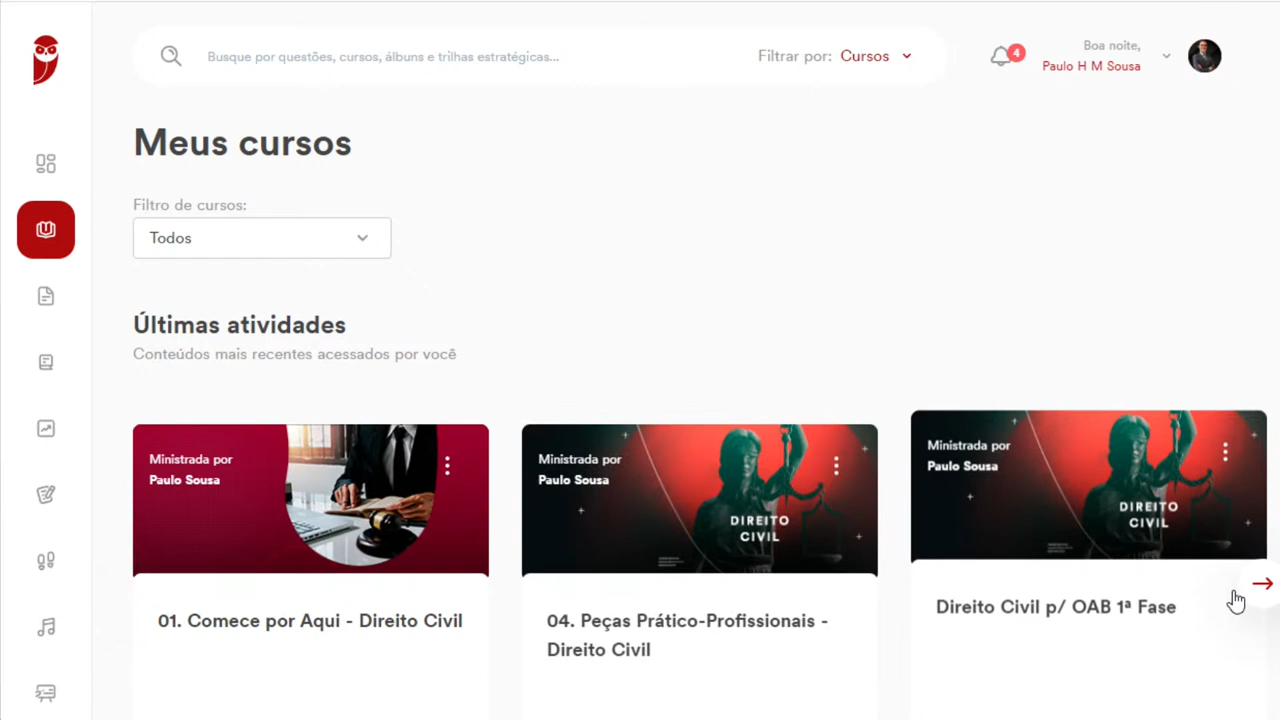 Busque por questões, cursos, álbuns e trilhas estratégicas...
Filtrar por: Cursos
4
Boa noite,
Paulo H M Sousa
Meus cursos
Filtro de cursos:
Todos
Últimas atividades
Conteúdos mais recentes acessados por você
Ministrada por
Paulo Sousa
01. Comece por Aqui - Direito Civil
Ministrada por
Paulo Sousa
DIREITO
CIVIL
04. Peças Prático-Profissionais -
Direito Civil
Ministrada por
Paulo Sousa
DIREITO
CIVIL
Direito Civil p/ OAB 1ª Fase